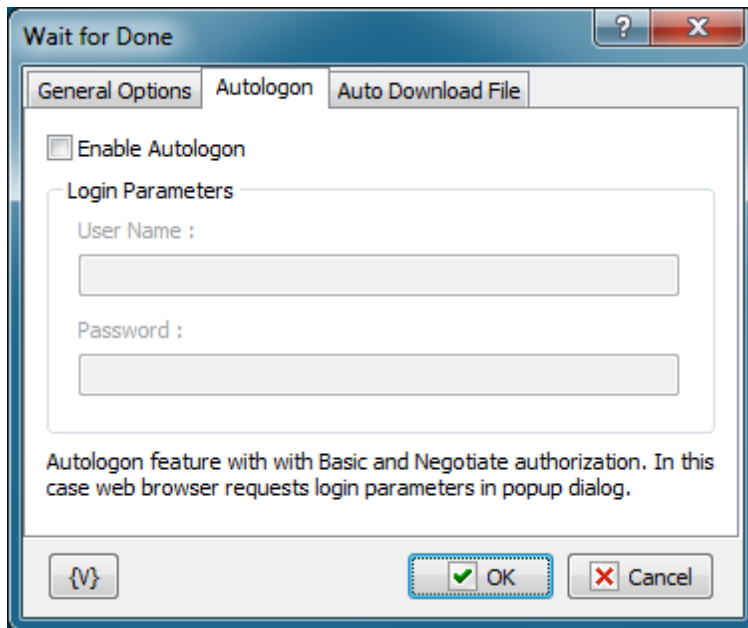 Wait for Done
?
General Options Autologon Auto Download File
Enable Autologon
Login Parameters
User Name :
Password :
Autologon feature with with Basic and Negotiate authorization. In this
case web browser requests login parameters in popup dialog.
{V} OK Cancel